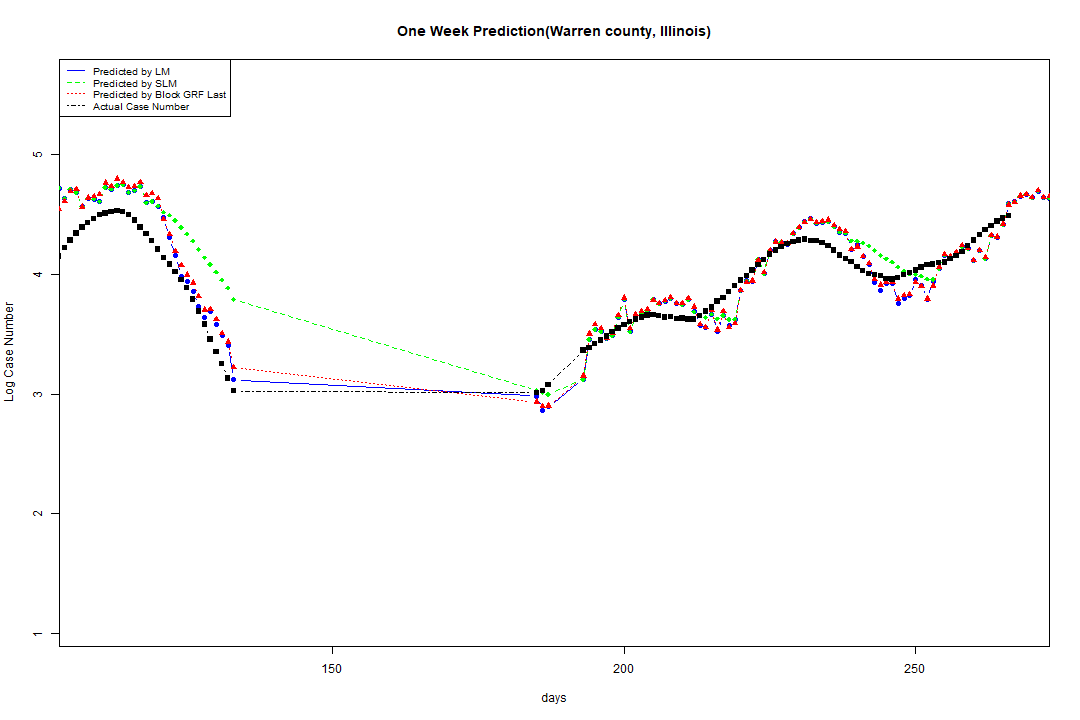 One Week Prediction(Warren county, Illinois)
Predicted by LM
Predicted by SLM
Predicted by Block GRF Last
Actual Case Number
5
4
3
2
1
Log Case Number
150
200
250
days